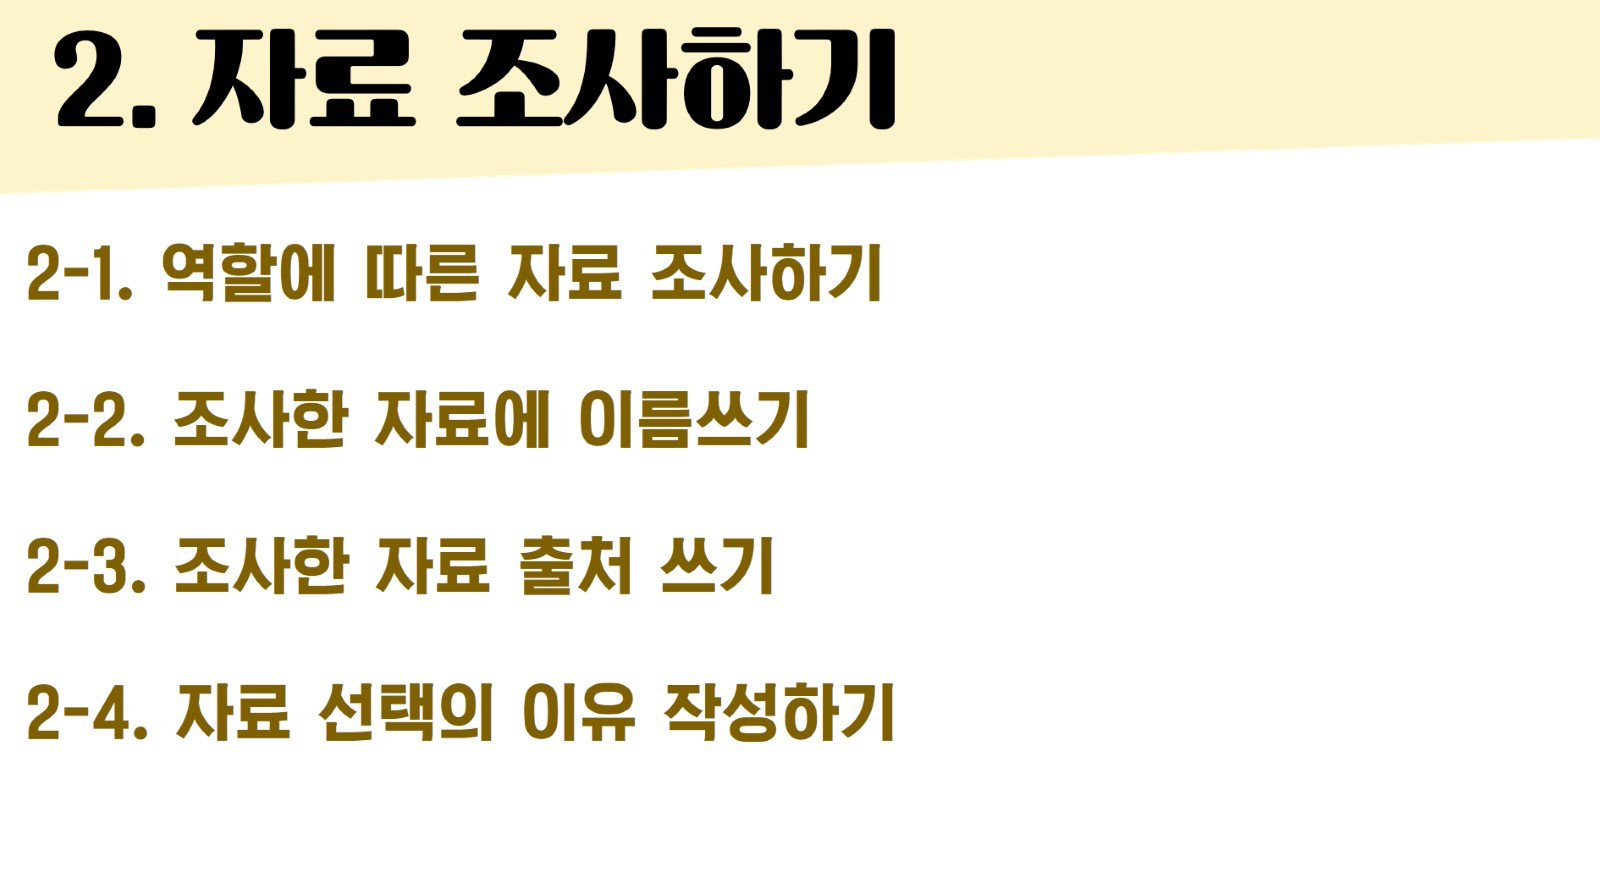 2. 자료 조사하기
2-1. 역할에 따른 자료 조사하기
2-2. 조사한 자료에 이름쓰기
2-3. 조사한 자료 출처 쓰기
2-4. 자료 선택의 이유 작성하기